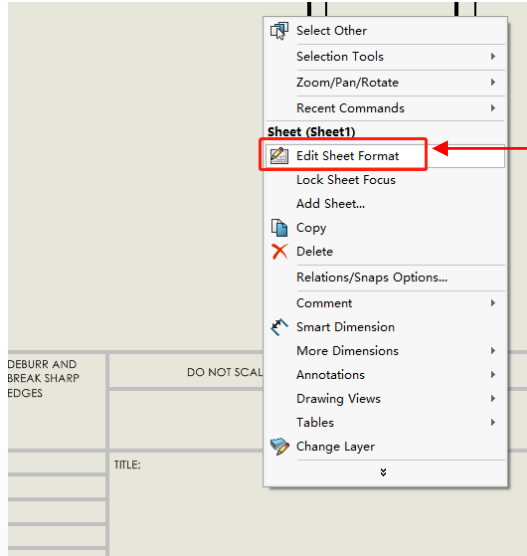 Select Other
Selection Tools
Zoom/Pan/Rotate
Recent Commands
Sheet (Sheet1)
Edit Sheet Format
Lock Sheet Focus
Add Sheet...
Copy
Delete
Relations/Snaps Options...
Comment
Smart Dimension
More Dimensions
Annotations
Drawing Views
Tables
Change Layer
DEBURR AND
BREAK SHARP
EDGES
DO NOT SCAL
TITLE: